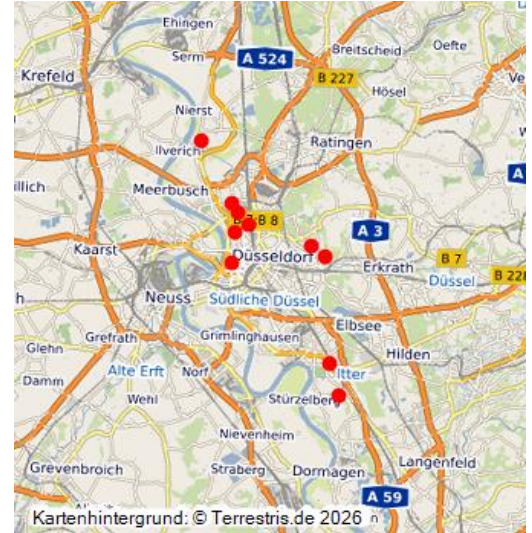 Ehingen
Serm
A 524
Breitscheid
Oefte
Krefeld
B 227
Nierst
Hösel
Ilverich
Ratingen
Meerbusch
A
B 8
A 3
Kaarst
Düsseldorf
Erkrath
B 7
Düssel
B 228
Neuss
Südliche Düssel
Elbsee
Grefrath
Grimlinghausen
Glehn
Alte Erft
Norf
Itter
Hilden
Damm
Wehl
Stürzelberg
Nievenheim
Grevenbroich
Straberg
Dormagen
Langenfeld
A 59
Kartenhintergrund: © Terrestris.de 2026